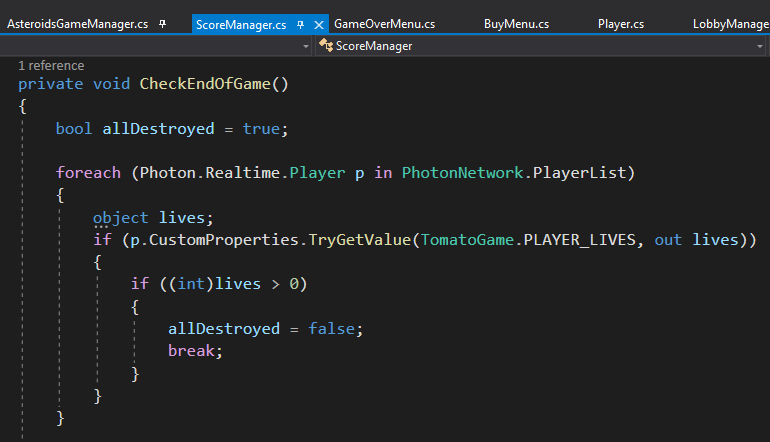 AsteroidsGameManager.cs ScoreManager.cs GameOverMenu.cs BuyMenu.cs Player.cs LobbyManage
ScoreManager
1 reference
private void CheckEndOfGame()
{
bool allDestroyed = true;
foreach (Photon.Realtime.Player p in PhotonNetwork.PlayerList)
{
object lives;
if (p.CustomProperties.TryGetValue(TomatoGame.PLAYER_LIVES, out lives))
{
if ((int)lives > 0)
{
allDestroyed = false;
break;
}
}
}